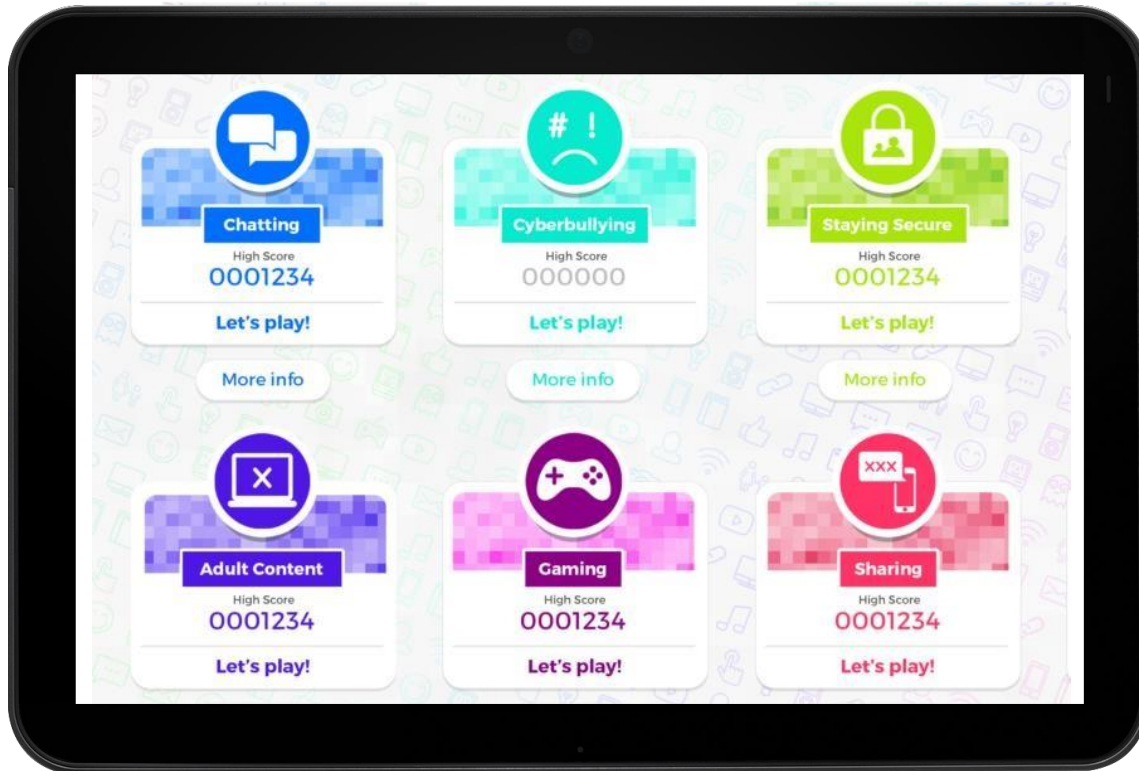 # !
Chatting
Cyberbullying
Staying Secure
High Score
High Score
High Score
0001234
000000
0001234
Let's play!
Let's play!
Let's play!
More info
More info
More info
X
XXX
Adult Content
Gaming
Sharing
High Score
High Score
High Score
0001234
0001234
0001234
Let's play!
Let's play!
Let's play!